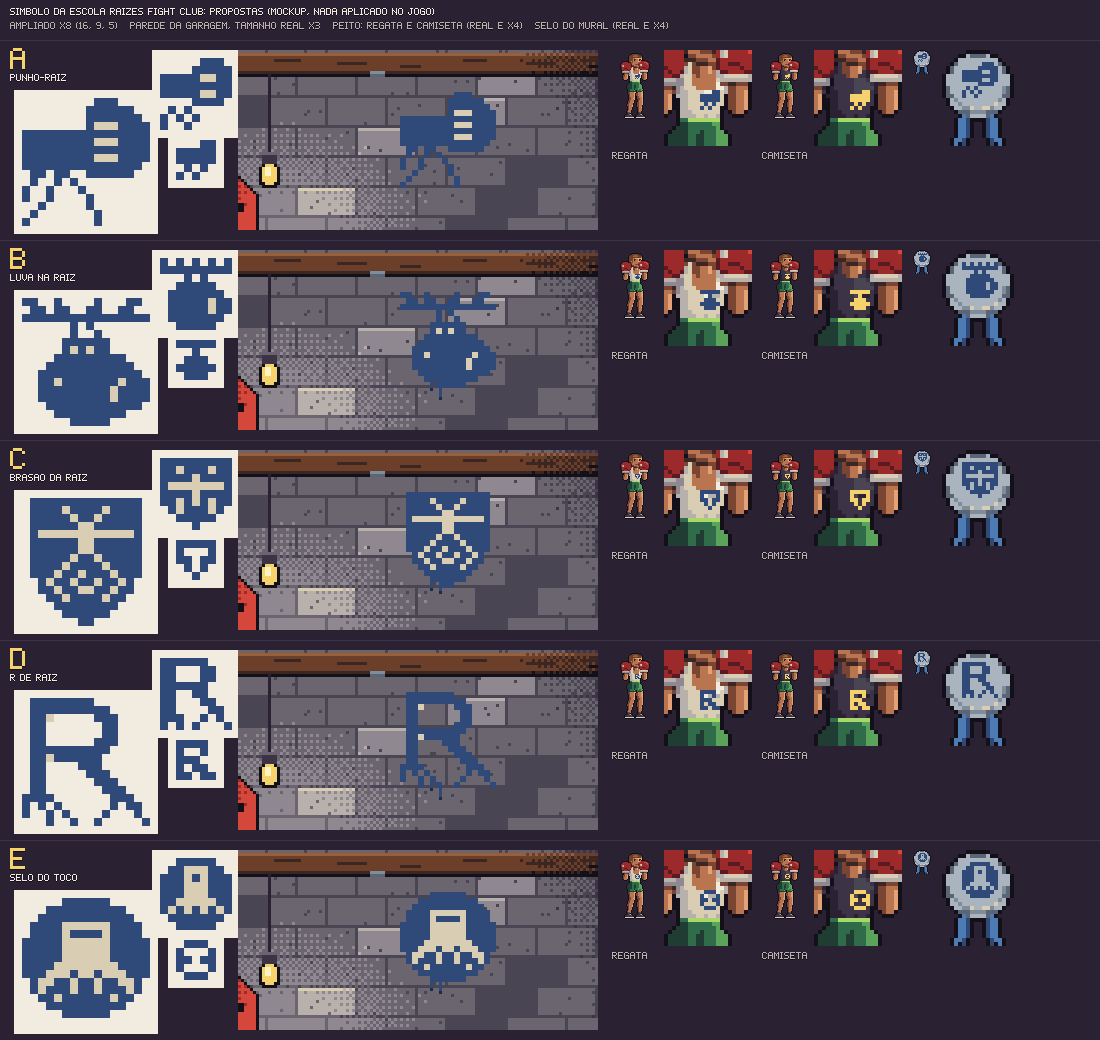 SIMBOLO DA ESCOLA RAIZES FIGHT CLUB: PROPOSTAS (MOCKUP, NADA APLICADO NO JOGO)
AMPLIADO X8 (16, 9, 5) PAREDE DA GARAGEM, TAMANHO REAL X3 PEITO: REGATA E CAMISETA (REAL E X4) SELO DO MURAL (REAL E X4)
A
PUNHO-RAIZ
REGATA
CAMISETA
B
LUVA NA RAIZ
REGATA
CAMISETA
C
BRASAO DA RAIZ
REGATA
CAMISETA
D
R DE RAIZ
R
R
R
R
R
R
REGATA
CAMISETA
E
SELO DO TOCO
REGATA
CAMISETA